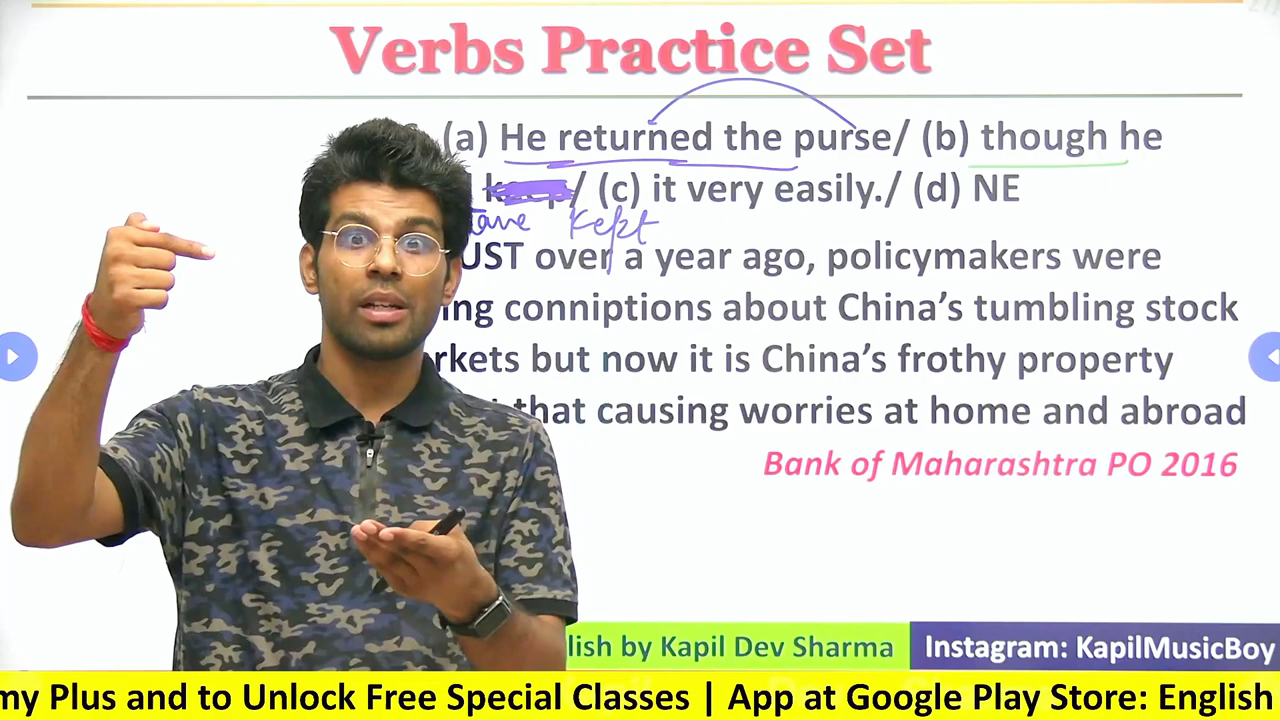 Verbs Practice Set
(a) He returned the purse/ (b) though he
/ (c) it very easily./ (d) NE
have kept
UST over a year ago, policymakers were
ing conniptions about China's tumbling stock
rkets but now it is China's frothy property
that causing worries at home and abroad
Bank of Maharashtra PO 2016
lish by Kapil Dev Sharma
Instagram: KapilMusicBoy
my Plus and to Unlock Free Special Classes | App at Google Play Store: English